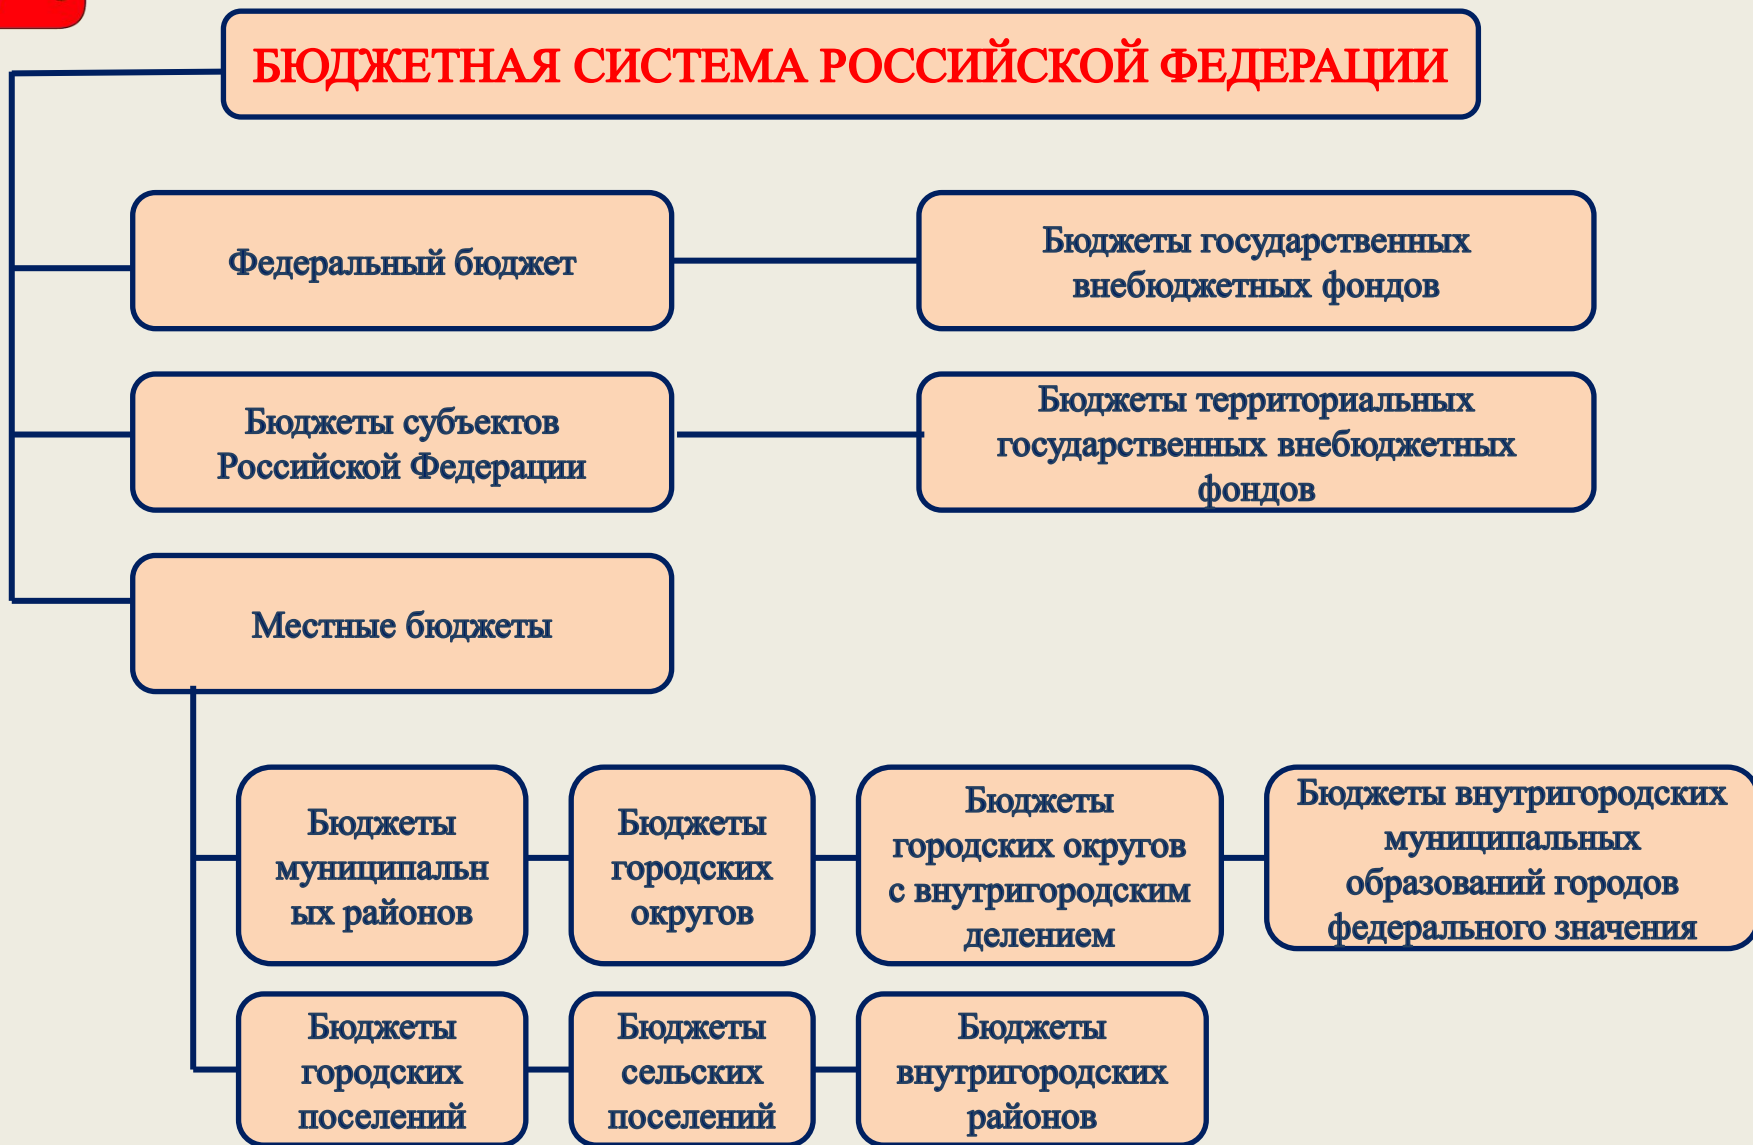 БЮДЖЕТНАЯ СИСТЕМА РОССИЙСКОЙ ФЕДЕРАЦИИ
Федеральный бюджет
Бюджеты государственных
внебюджетных фондов
Бюджеты субъектов
Российской Федерации
Бюджеты территориальных
государственных внебюджетных
фондов
Местные бюджеты
Бюджеты
муниципальн
ых районов
Бюджеты
городских
округов
Бюджеты
городских округов
с внутригородским
делением
Бюджеты внутригородских
муниципальных
образований городов
федерального значения
Бюджеты
городских
поселений
Бюджеты
сельских
поселений
Бюджеты
внутригородских
районов